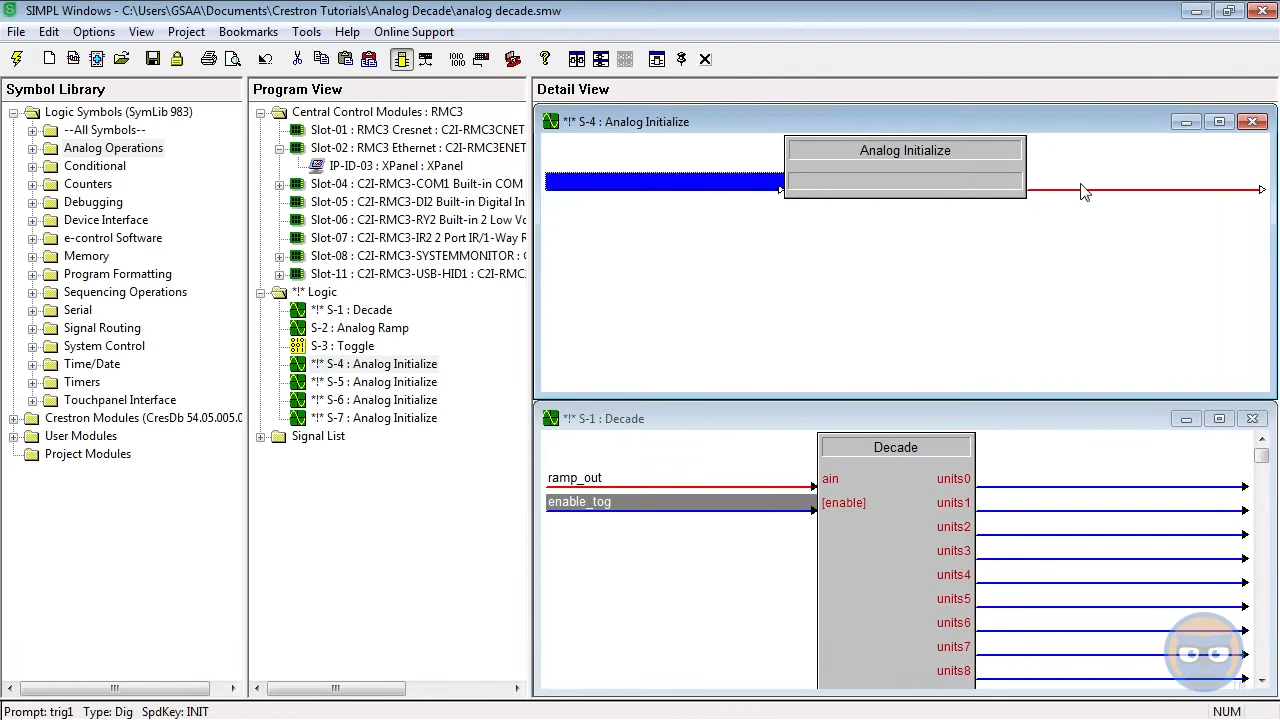 SIMPL Windows - C:\Users\GSAA\Documents\Crestron Tutorials\Analog Decade\analog decade.smw
File Edit Options View Project Bookmarks Tools Help Online Support
Symbol Library
Logic Symbols (SymLib 983)
--All Symbols--
Analog Operations
Conditional
Counters
Debugging
Device Interface
e-control Software
Memory
Program Formatting
Sequencing Operations
Serial
Signal Routing
System Control
Time/Date
Timers
Touchpanel Interface
Crestron Modules (CresDb 54.05.005.0
User Modules
Project Modules
Program View
Central Control Modules : RMC3
Slot-01 : RMC3 Cresnet : C2I-RMC3CNET
Slot-02 : RMC3 Ethernet : C2I-RMC3ENET
IP-ID-03 : XPanel : XPanel
Slot-04 : C2I-RMC3-COM1 Built-in COM
Slot-05 : C2I-RMC3-DI2 Built-in Digital In
Slot-06 : C2I-RMC3-RY2 Built-in 2 Low Vo
Slot-07 : C2I-RMC3-IR2 2 Port IR/1-Way R
Slot-08 : C2I-RMC3-SYSTEMMONITOR : C
Slot-11 : C2I-RMC3-USB-HID1 : C2I-RMC
*!* Logic
*!* S-1 : Decade
S-2 : Analog Ramp
S-3 : Toggle
*!* S-4 : Analog Initialize
*!* S-5 : Analog Initialize
*!* S-6 : Analog Initialize
*!* S-7 : Analog Initialize
Signal List
Detail View
*!* S-4 : Analog Initialize
Analog Initialize
*!* S-1 : Decade
Decade
ramp_out ain units0
enable_tog [enable] units1
units2
units3
units4
units5
units6
units7
units8
Prompt: trig1 Type: Dig SpdKey: INIT
NUM